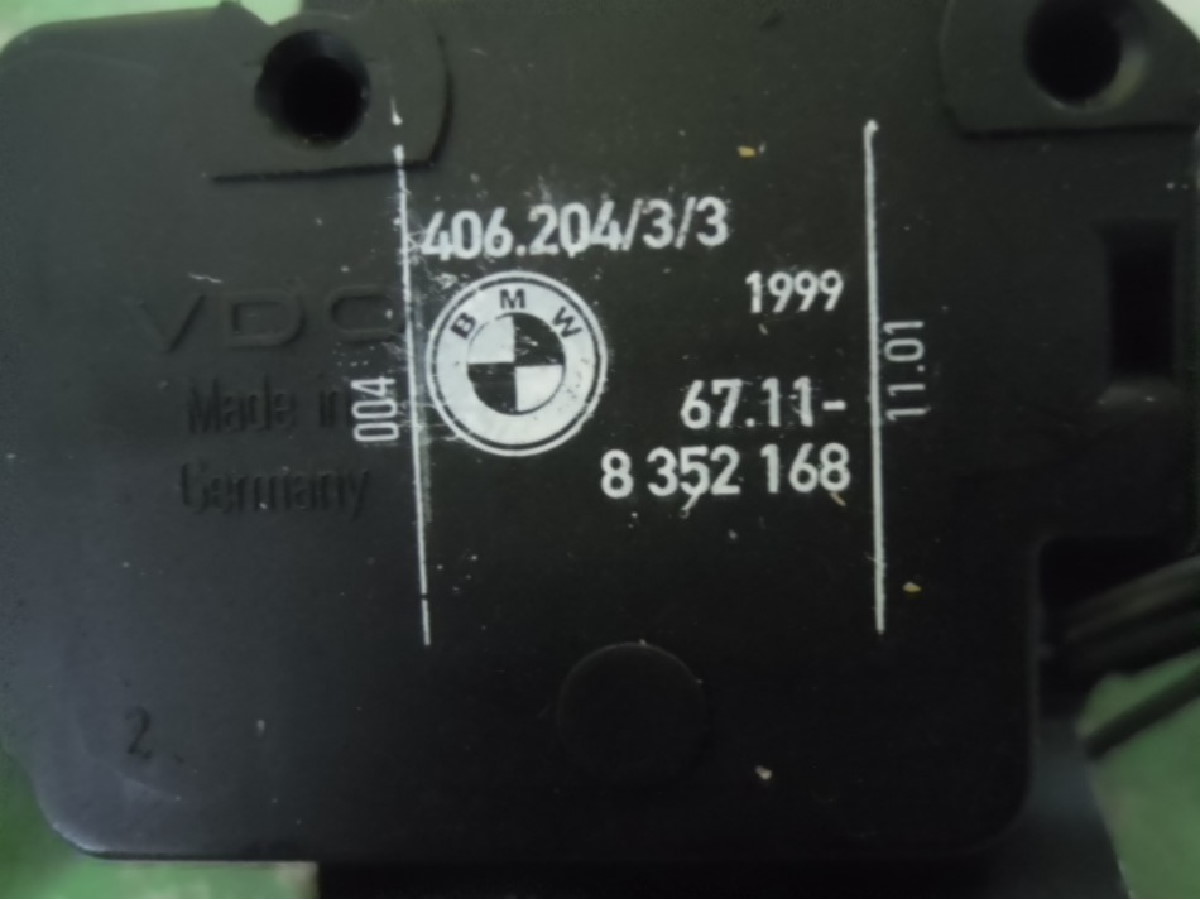 406.204/3/3
BMW
1999
67.11-
8 352 168
004
11.01
VDO
Made in
Germany
2